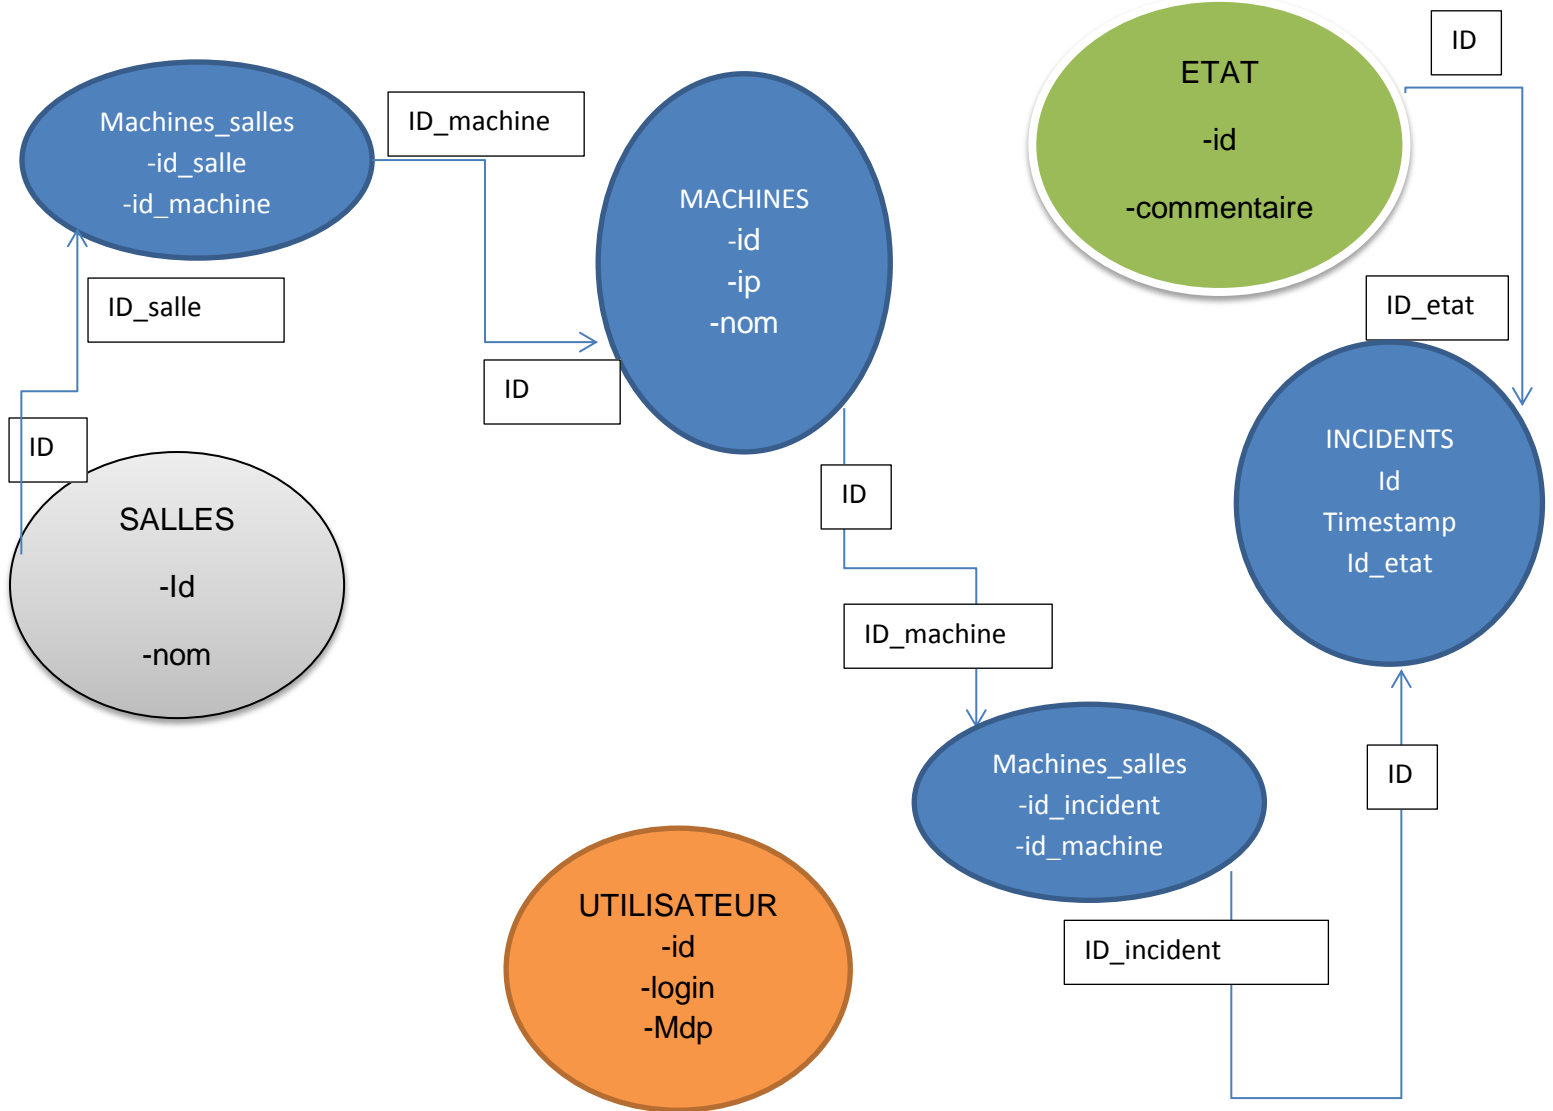 Machines_salles
-id_salle
-id_machine
ID_machine
MACHINES
-id
-ip
-nom
ETAT
-id
-commentaire
ID
ID_salle
ID
ID_etat
ID
SALLES
-Id
-nom
ID
INCIDENTS
Id
Timestamp
Id_etat
ID_machine
Machines_salles
-id_incident
-id_machine
ID
UTILISATEUR
-id
-login
-Mdp
ID_incident